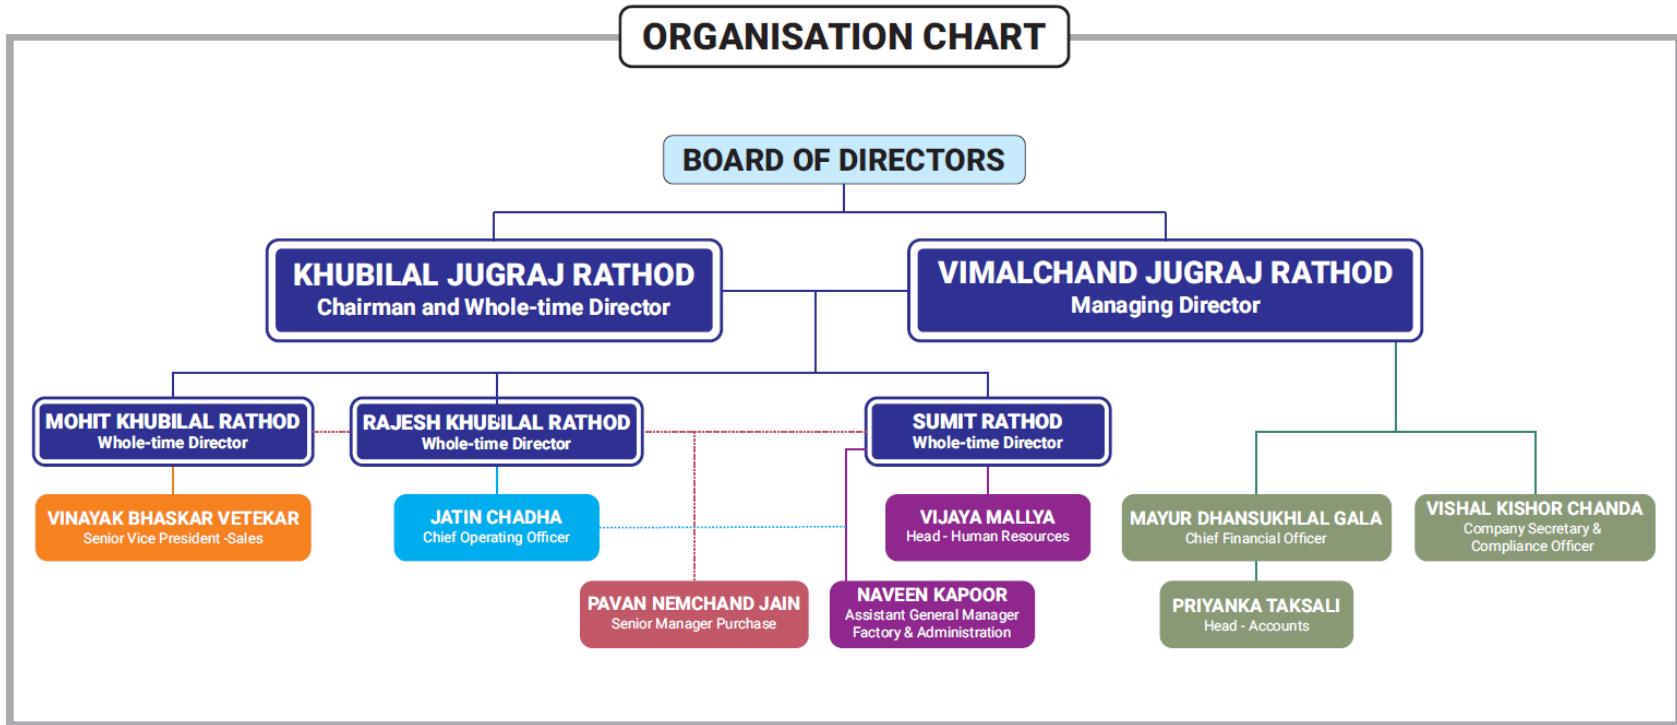 ORGANISATION CHART
BOARD OF DIRECTORS
KHUBILAL JUGRAJ RATHOD
Chairman and Whole-time Director
VIMALCHAND JUGRAJ RATHOD
Managing Director
MOHIT KHUBILAL RATHOD
Whole-time Director
RAJESH KHUBILAL RATHOD
Whole-time Director
SUMIT RATHOD
Whole-time Director
VINAYAK BHASKAR VETEKAR
Senior Vice President -Sales
JATIN CHADHA
Chief Operating Officer
VIJAYA MALLYA
Head - Human Resources
MAYUR DHANSUKHLAL GALA
Chief Financial Officer
VISHAL KISHOR CHANDA
Company Secretary &
Compliance Officer
PAVAN NEMCHAND JAIN
Senior Manager Purchase
NAVEEN KAPOOR
Assistant General Manager
Factory & Administration
PRIYANKA TAKSALI
Head - Accounts